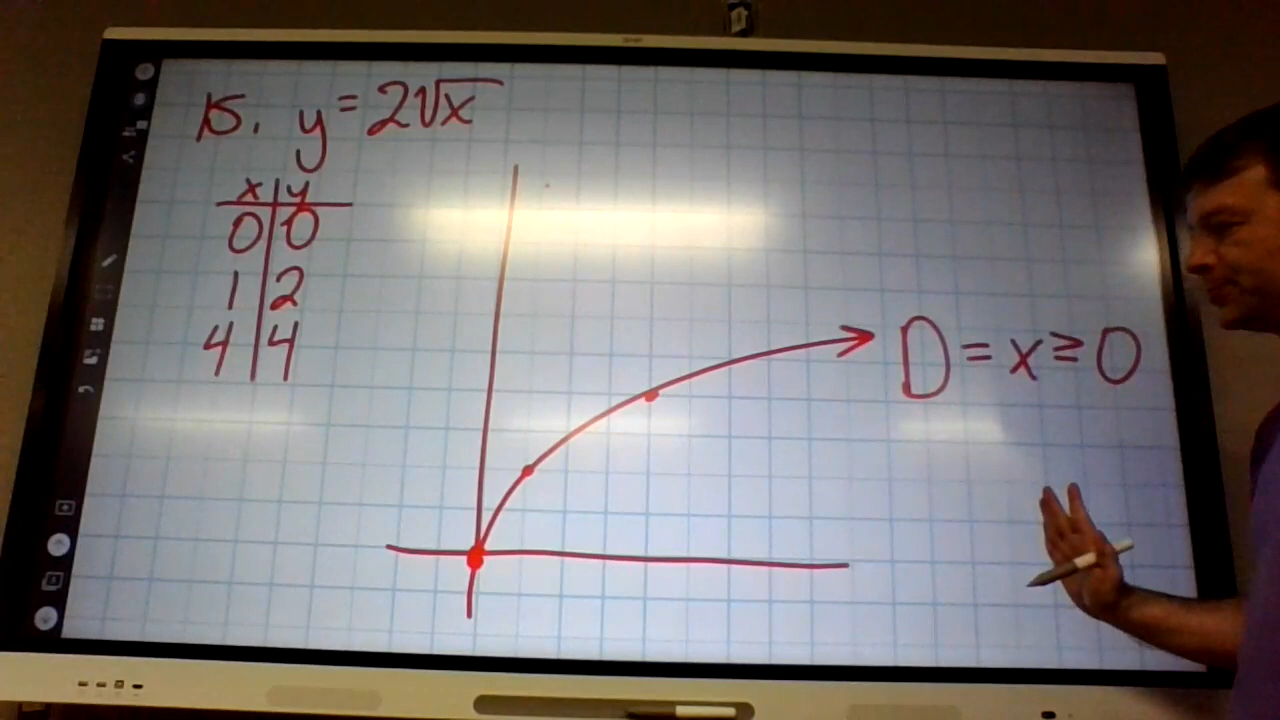 15. y = 2√x
x y
0 0
1 2
4 4
D = x ≥ 0